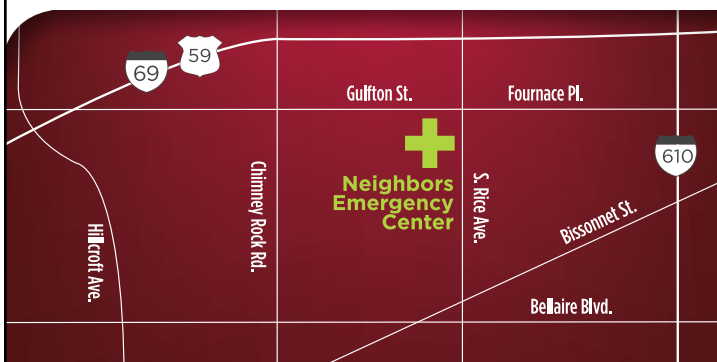 59
69
Gulfton St.
Fournace Pl.
610
Neighbors
Emergency
Center
Chimney Rock Rd.
S. Rice Ave.
Hillcroft Ave.
Bissonnet St.
Bellaire Blvd.